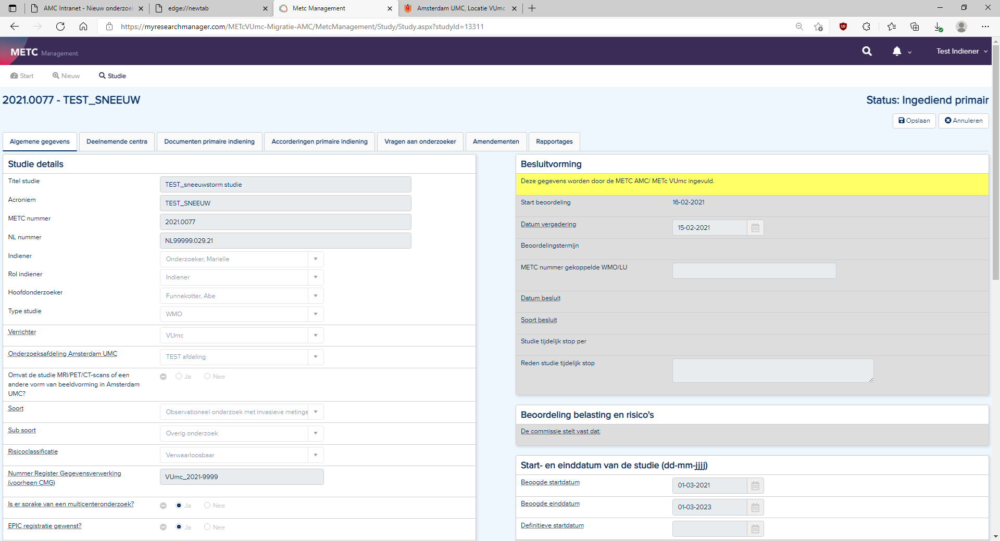 AMC Intranet - Nieuw onderzoek
edge://newtab
Metc Management
Amsterdam UMC, Locatie VUmc
https://myresearchmanager.com/METcVUmc-Migratie-AMC/MetcManagement/Study/Study.aspx?studyId=13311
METC Management
Test Indiener
Start
Nieuw
Studie
2021.0077 - TEST_SNEEUW
Status: Ingediend primair
Opslaan
Annuleren
Algemene gegevens
Deelnemende centra
Documenten primaire indiening
Accorderingen primaire indiening
Vragen aan onderzoeker
Amendementen
Rapportages
Studie details
Titel studie
TEST_sneeuwstorm studie
Acroniem
TEST_SNEEUW
METC nummer
2021.0077
NL nummer
NL99999.029.21
Indiener
Onderzoeker, Marielle
Rol indiener
Indiener
Hoofdonderzoeker
Funnekotter, Abe
Type studie
WMO
Verrichter
VUmc
Onderzoeksafdeling Amsterdam UMC
TEST afdeling
Omvat de studie MRI/PET/CT-scans of een
andere vorm van beeldvorming in Amsterdam
UMC?
Ja
Nee
Soort
Observationeel onderzoek met invasieve metinge
Sub soort
Overig onderzoek
Risicoclassificatie
Verwaarloosbaar
Nummer Register Gegevensverwerking
(voorheen CMG)
VUmc_2021-9999
Is er sprake van een multicenteronderzoek?
Ja
Nee
EPIC registratie gewenst?
Ja
Nee
Besluitvorming
Deze gegevens worden door de METC AMC/ METc VUmc ingevuld.
Start beoordeling
16-02-2021
Datum vergadering
15-02-2021
Beoordelingstermijn
METC nummer gekoppelde WMO/LU
Datum besluit
Soort besluit
Studie tijdelijk stop per
Reden studie tijdelijk stop
Beoordeling belasting en risico's
De commissie stelt vast dat:
Start- en einddatum van de studie (dd-mm-jjjj)
Beoogde startdatum
01-03-2021
Beoogde einddatum
01-03-2023
Definitieve startdatum